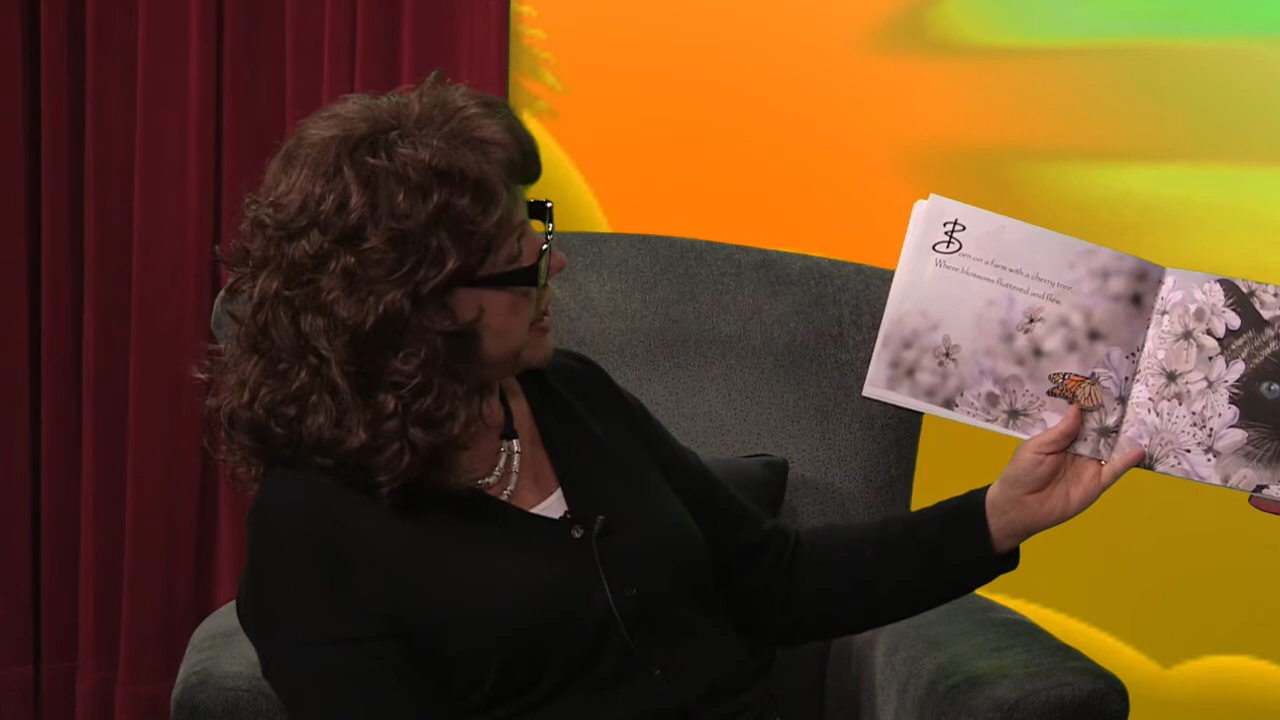 Born on a farm with a cherry tree,
Where blossoms fluttered and flew,